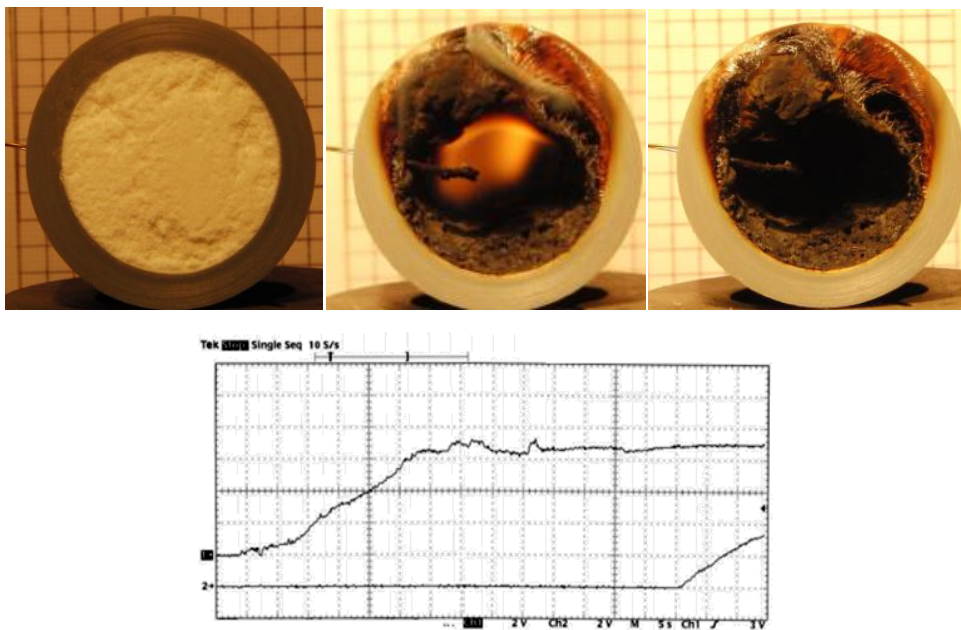 Tek Stop Single Seq 10 S/s
T
1→
2→
2 V Ch2 2 V M 5 s Ch1 3 V